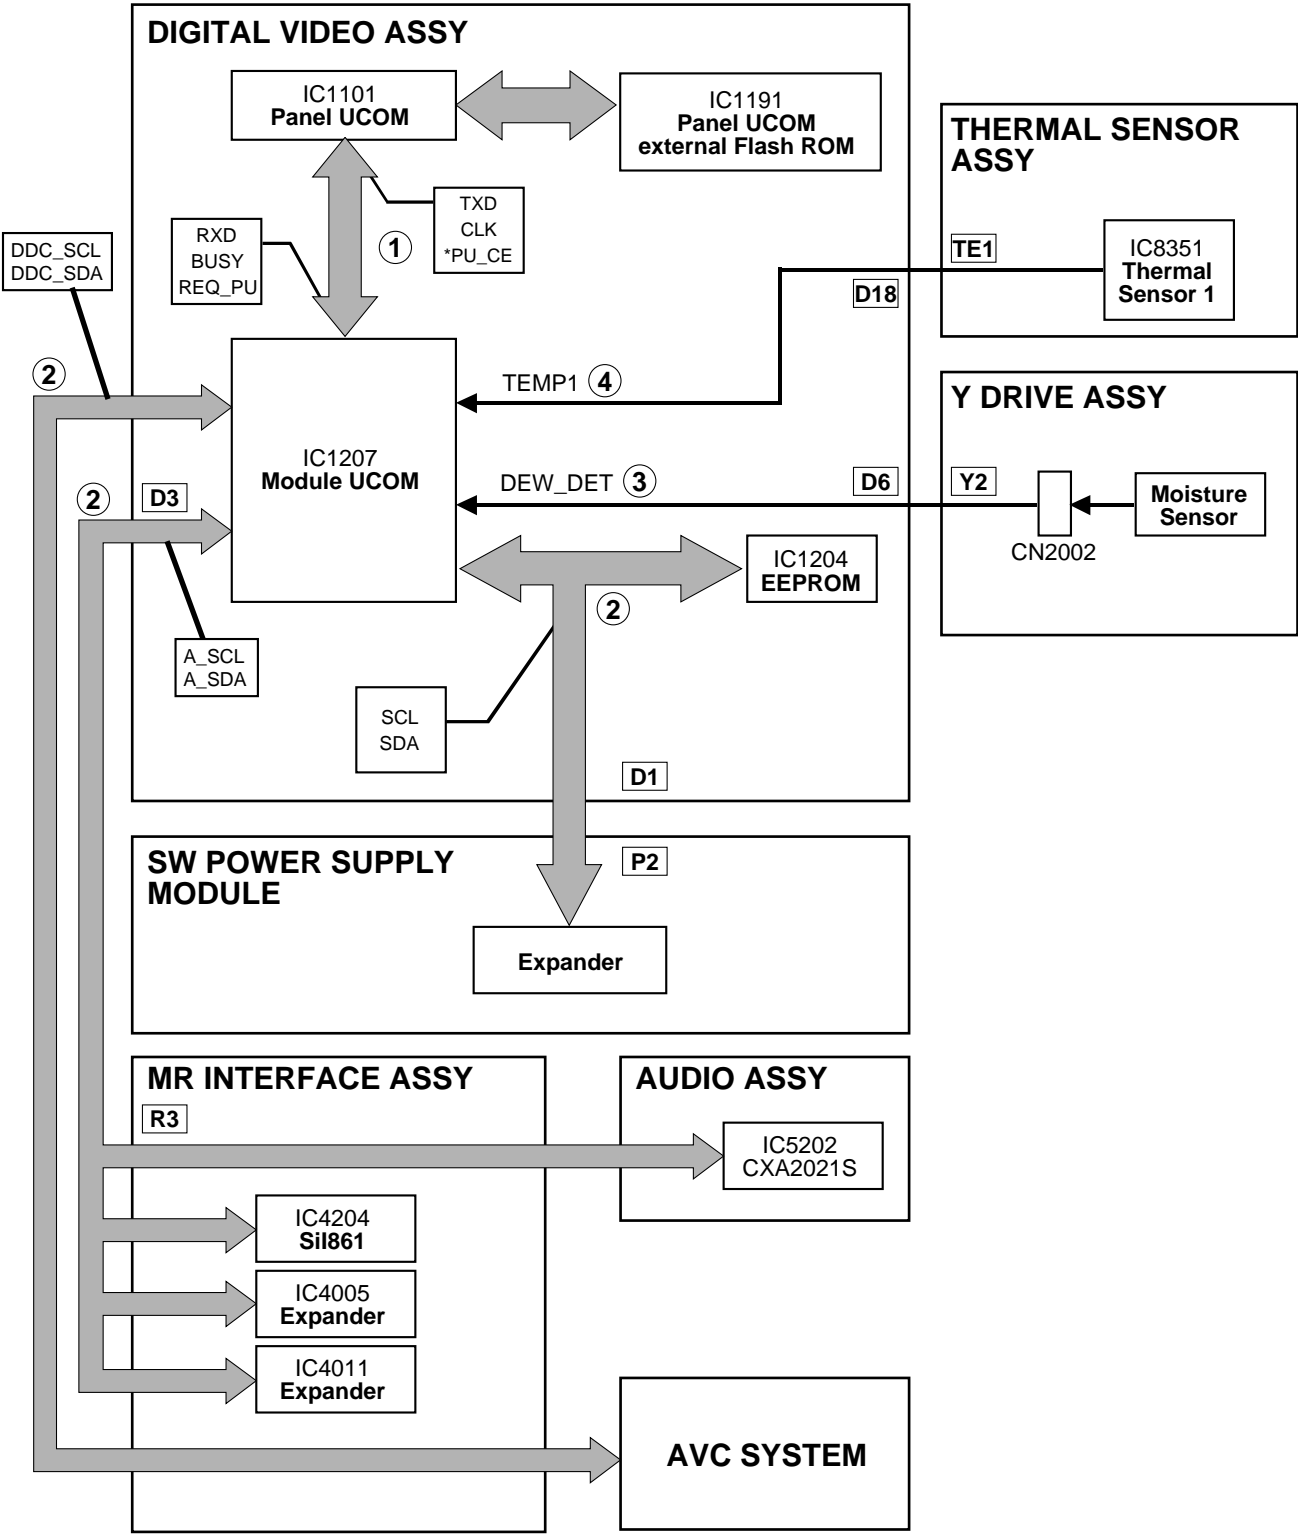 DIGITAL VIDEO ASSY
IC1101
Panel UCOM
IC1191
Panel UCOM
external Flash ROM
THERMAL SENSOR
ASSY
TXD
CLK
*PU_CE
RXD
BUSY
REQ_PU
1
DDC_SCL
DDC_SDA
TE1
IC8351
Thermal
Sensor 1
D18
2
TEMP1 4
Y DRIVE ASSY
IC1207
Module UCOM
2
D3
DEW_DET 3
D6
Y2
Moisture
Sensor
CN2002
IC1204
EEPROM
2
A_SCL
A_SDA
SCL
SDA
D1
SW POWER SUPPLY
MODULE
P2
Expander
MR INTERFACE ASSY
R3
AUDIO ASSY
IC5202
CXA2021S
IC4204
SiI861
IC4005
Expander
IC4011
Expander
AVC SYSTEM